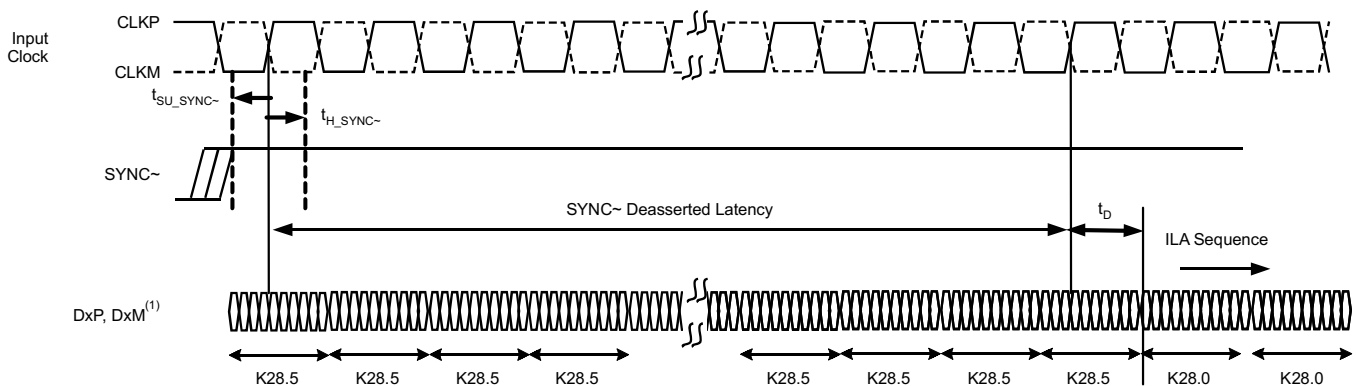 Input
Clock
CLKP
CLKM
tSU_SYNC~
tH_SYNC~
SYNC~
SYNC~ Deasserted Latency
tD
ILA Sequence
DxP, DxM(1)
K28.5 K28.5 K28.5 K28.5 K28.5 K28.5 K28.5 K28.5 K28.0 K28.0